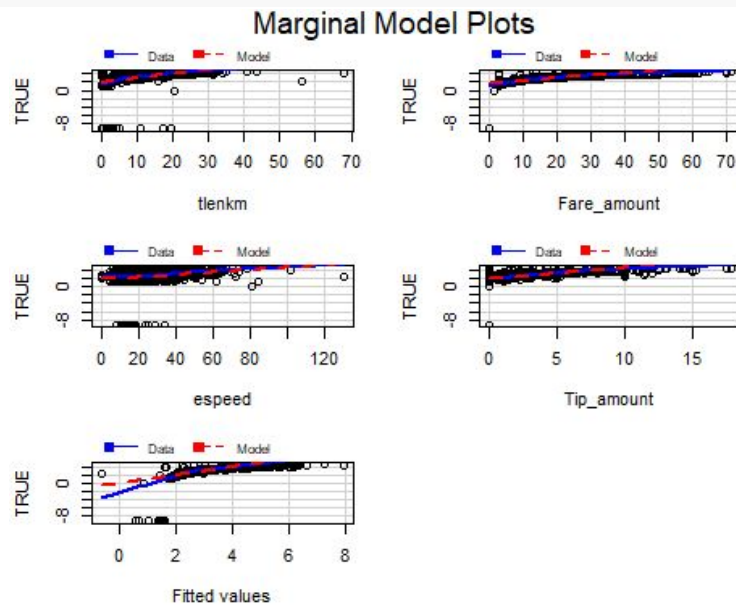 Marginal Model Plots
Data Model
TRUE
0
-8
0 10 20 30 40 50 60 70
tlenkm
Data Model
TRUE
0
-8
0 10 20 30 40 50 60 70
Fare_amount
Data Model
TRUE
0
-8
0 20 40 60 80 120
espeed
Data Model
TRUE
0
-8
0 5 10 15
Tip_amount
Data Model
TRUE
0
-8
0 2 4 6 8
Fitted values